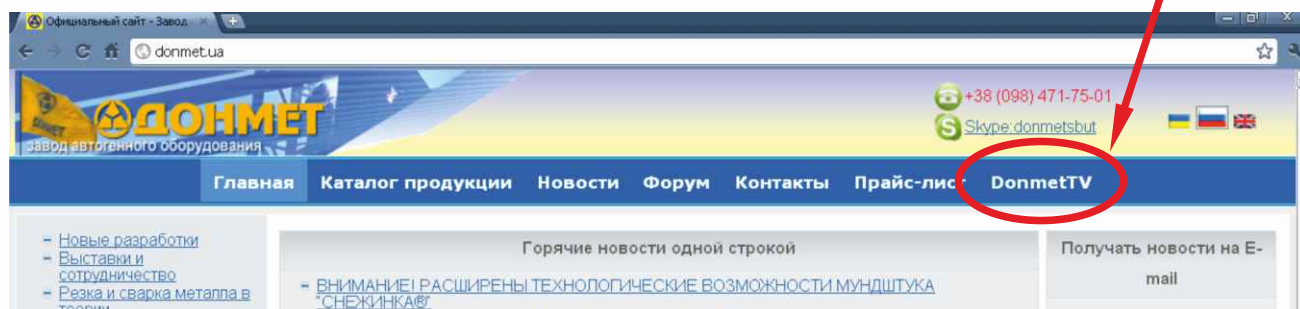 Официальный сайт - Завод
donmet.ua
ДОНМЕТ
ДОНМЕТ
завод автогенного оборудования
+38 (098) 471-75-01
Skype:donmetsbut
Главная Каталог продукции Новости Форум Контакты Прайс-лист DonmetTV
- Новые разработки
- Выставки и
сотрудничество
- Резка и сварка металла в
теории
Горячие новости одной строкой
- ВНИМАНИЕ! РАСШИРЕНЫ ТЕХНОЛОГИЧЕСКИЕ ВОЗМОЖНОСТИ МУНДШТУКА
"СНЕЖИНКА®"
Получать новости на E-
mail